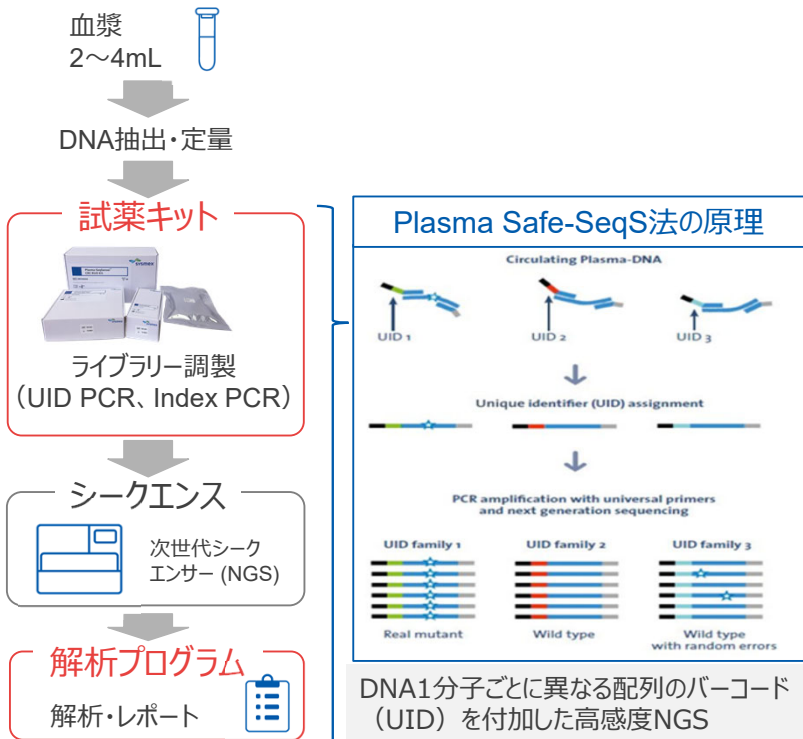 血漿
2～4mL
DNA抽出・定量
試薬キット
sysmex
ライブラリー調製
（UID PCR、Index PCR）
シークエンス
次世代シーク
エンサー (NGS)
解析プログラム
解析・レポート
Plasma Safe-SeqS法の原理
Circulating Plasma-DNA
UID 1
UID 2
UID 3
Unique identifier (UID) assignment
PCR amplification with universal primers
and next generation sequencing
UID family 1
UID family 2
UID family 3
Real mutant
Wild type
Wild type
with random errors
DNA1分子ごとに異なる配列のバーコード
（UID）を付加した高感度NGS